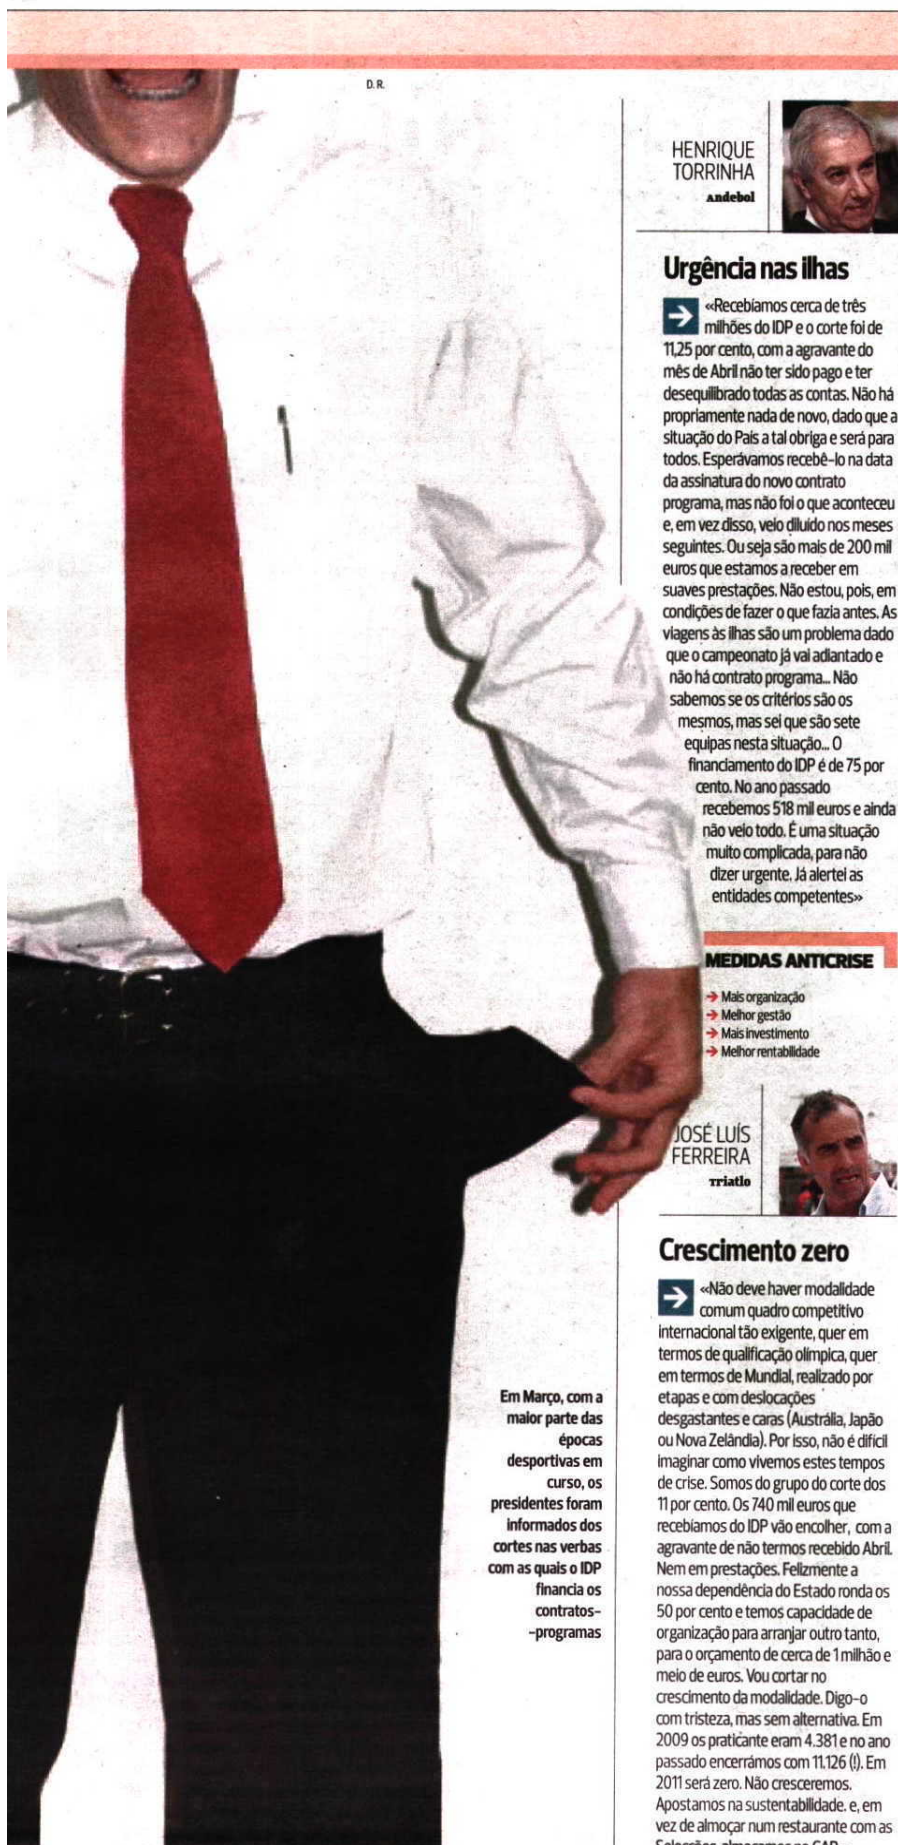 D. R.
HENRIQUE
TORRINHA
Andebol
Urgência nas ilhas
«Recebíamos cerca de três
milhões do IDP e o corte foi de
11,25 por cento, com a agravante do
mês de Abril não ter sido pago e ter
desequilibrado todas as contas. Não há
propriamente nada de novo, dado que a
situação do País a tal obriga e será para
todos. Esperávamos recebê-lo na data
da assinatura do novo contrato
programa, mas não foi o que aconteceu
e, em vez disso, veio diluído nos meses
seguintes. Ou seja são mais de 200 mil
euros que estamos a receber em
suaves prestações. Não estou, pois, em
condições de fazer o que fazia antes. As
viagens às ilhas são um problema dado
que o campeonato já vai adiantado e
não há contrato programa... Não
sabemos se os critérios são os
mesmos, mas sei que são sete
equipas nesta situação... O
financiamento do IDP é de 75 por
cento. No ano passado
recebemos 518 mil euros e ainda
não veio todo. É uma situação
muito complicada, para não
dizer urgente. Já alertei as
entidades competentes»
MEDIDAS ANTICRISE
→ Mais organização
→ Melhor gestão
→ Mais investimento
→ Melhor rentabilidade
JOSÉ LUÍS
FERREIRA
Triatlo
Crescimento zero
«Não deve haver modalidade
comum quadro competitivo
internacional tão exigente, quer em
termos de qualificação olímpica, quer
em termos de Mundial, realizado por
etapas e com deslocações
desgastantes e caras (Austrália, Japão
ou Nova Zelândia). Por isso, não é difícil
imaginar como vivemos estes tempos
de crise. Somos do grupo do corte dos
11 por cento. Os 740 mil euros que
recebíamos do IDP vão encolher, com a
agravante de não termos recebido Abril.
Nem em prestações. Felizmente a
nossa dependência do Estado ronda os
50 por cento e temos capacidade de
organização para arranjar outro tanto,
para o orçamento de cerca de 1 milhão e
meio de euros. Vou cortar no
crescimento da modalidade. Digo-o
com tristeza, mas sem alternativa. Em
2009 os praticante eram 4.381 e no ano
passado encerrámos com 11.126 (!). Em
2011 será zero. Não cresceremos.
Apostamos na sustentabilidade. e, em
vez de almoçar num restaurante com as
Em Março, com a
maior parte das
épocas
desportivas em
curso, os
presidentes foram
informados dos
cortes nas verbas
com as quais o IDP
financia os
contratos-
-programas